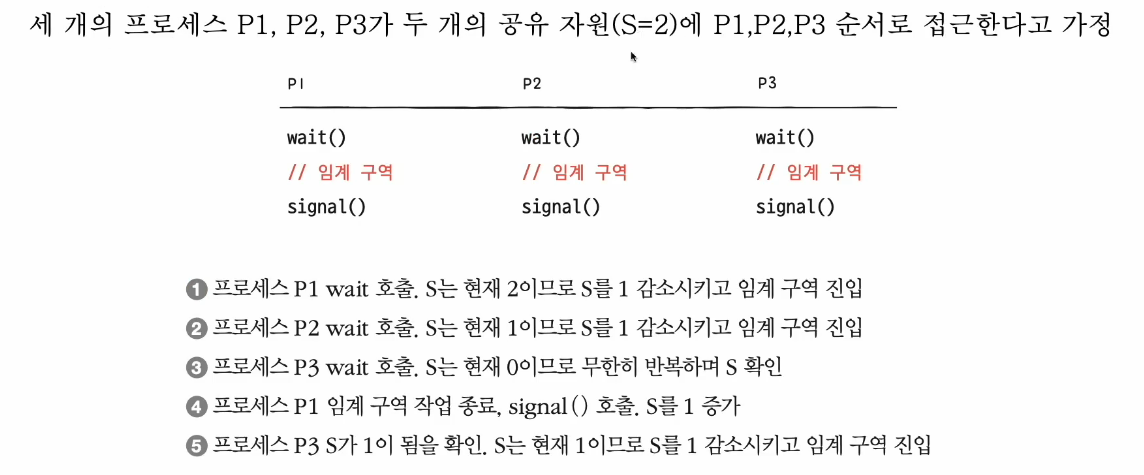 세 개의 프로세스 P1, P2, P3가 두 개의 공유 자원(S=2)에 P1,P2,P3 순서로 접근한다고 가정
P1 P2 P3
wait() wait() wait()
// 임계 구역 // 임계 구역 // 임계 구역
signal() signal() signal()
1 프로세스 P1 wait 호출. S는 현재 2이므로 S를 1 감소시키고 임계 구역 진입
2 프로세스 P2 wait 호출. S는 현재 1이므로 S를 1 감소시키고 임계 구역 진입
3 프로세스 P3 wait 호출. S는 현재 0이므로 무한히 반복하며 S 확인
4 프로세스 P1 임계 구역 작업 종료, signal() 호출. S를 1 증가
5 프로세스 P3 S가 1이 됨을 확인. S는 현재 1이므로 S를 1 감소시키고 임계 구역 진입